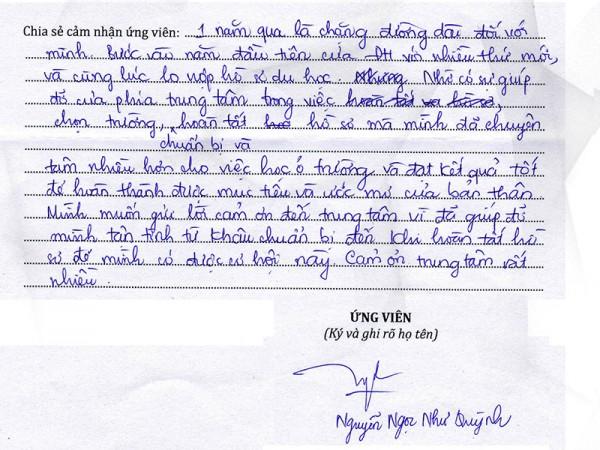 Chia sẻ cảm nhận ứng viên: 1 năm qua là chặng đường dài đối với
mình. Bước vào năm đầu tiên của ĐH với nhiều thứ mới,
và cùng lúc lo nộp hồ sơ du học. Nhưng Nhờ có sự giúp
đỡ của phía trung tâm trong việc hoàn tất và hồ sơ,
chọn trường, hoàn tất hồ sơ mà mình đã chuyên
chuẩn bị và
tâm nhiều hơn cho việc học ở trường và đạt kết quả tốt
để hoàn thành được mục tiêu và ước mơ của bản thân.
Mình muốn gửi lời cảm ơn đến trung tâm vì đã giúp đỡ
mình tận tình từ khâu chuẩn bị đến khi hoàn tất hồ
sơ để mình có được cơ hội này. Cảm ơn trung tâm rất
nhiều.
ỨNG VIÊN
(Ký và ghi rõ họ tên)
Nguyễn Ngọc Như Quỳnh